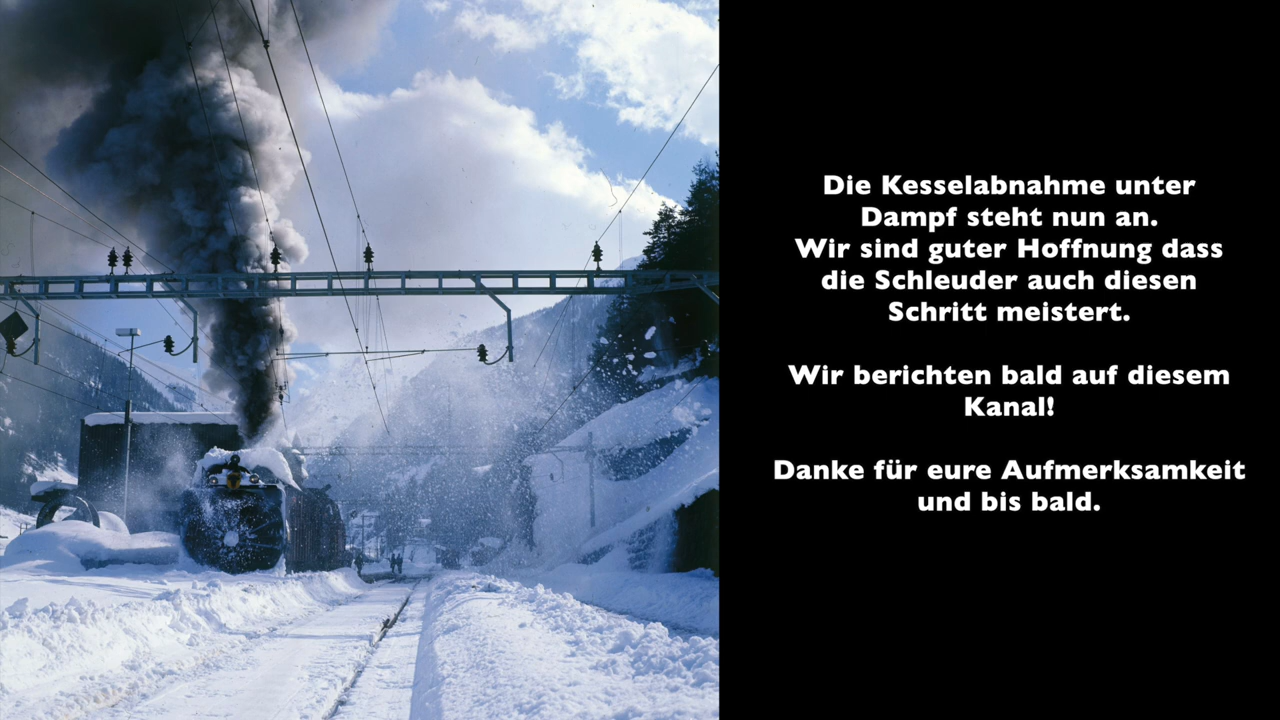 Die Kesselabnahme unter
Dampf steht nun an.
Wir sind guter Hoffnung dass
die Schleuder auch diesen
Schritt meistert.
Wir berichten bald auf diesem
Kanal!
Danke für eure Aufmerksamkeit
und bis bald.